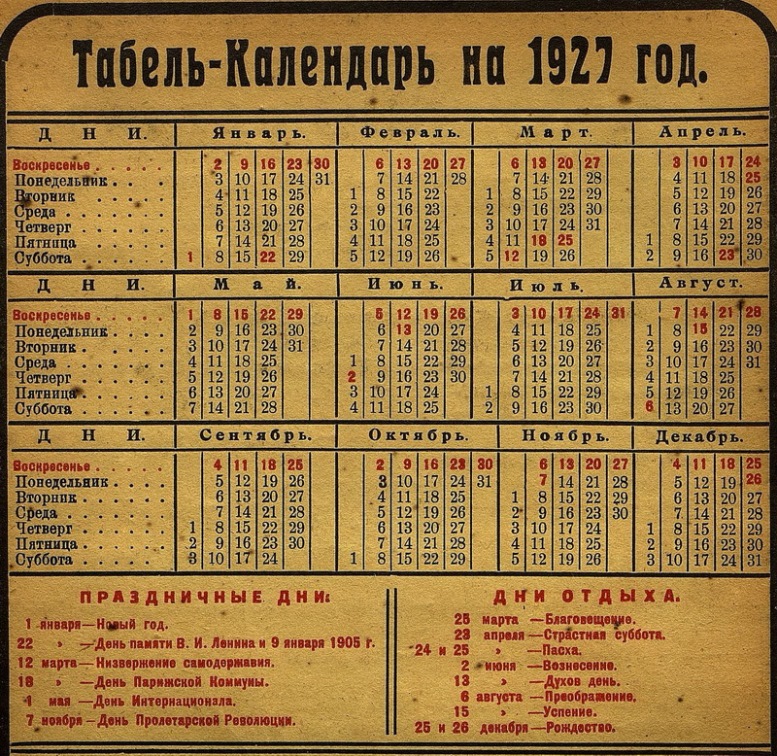 Табель-Календарь на 1927 год.
Д Н И. Январь. Февраль. Март. Апрель.
Воскресенье 2 9 16 23 30 6 13 20 27 6 13 20 27 3 10 17 24
Понедельник 3 10 17 24 31 7 14 21 28 7 14 21 28 4 11 18 25
Вторник 4 11 18 25 1 8 15 22 1 8 15 22 29 5 12 19 26
Среда 5 12 19 26 2 9 16 23 2 9 16 23 30 6 13 20 27
Четверг 6 13 20 27 3 10 17 24 3 10 17 24 31 7 14 21 28
Пятница 7 14 21 28 4 11 18 25 4 11 18 25 1 8 15 22 29
Суббота 1 8 15 22 29 5 12 19 26 5 12 19 26 2 9 16 23 30
Д Н И. Май. Июнь. Июль. Август.
Воскресенье 1 8 15 22 29 5 12 19 26 3 10 17 24 31 7 14 21 28
Понедельник 2 9 16 23 30 6 13 20 27 4 11 18 25 1 8 15 22 29
Вторник 3 10 17 24 31 7 14 21 28 5 12 19 26 2 9 16 23 30
Среда 4 11 18 25 1 8 15 22 29 6 13 20 27 3 10 17 24 31
Четверг 5 12 19 26 2 9 16 23 30 7 14 21 28 4 11 18 25
Пятница 6 13 20 27 3 10 17 24 1 8 15 22 29 5 12 19 26
Суббота 7 14 21 28 4 11 18 25 2 9 16 23 30 6 13 20 27
Д Н И. Сентябрь. Октябрь. Ноябрь. Декабрь.
Воскресенье 4 11 18 25 2 9 16 23 30 6 13 20 27 4 11 18 25
Понедельник 5 12 19 26 3 10 17 24 31 7 14 21 28 5 12 19 26
Вторник 6 13 20 27 4 11 18 25 1 8 15 22 29 6 13 20 27
Среда 7 14 21 28 5 12 19 26 2 9 16 23 30 7 14 21 28
Четверг 1 8 15 22 29 6 13 20 27 3 10 17 24 1 8 15 22 29
Пятница 2 9 16 23 30 7 14 21 28 4 11 18 25 2 9 16 23 30
Суббота 3 10 17 24 1 8 15 22 29 5 12 19 26 3 10 17 24 31
ПРАЗДНИЧНЫЕ ДНИ:
1 января—Новый год.
22 » —День памяти В. И. Ленина и 9 января 1905 г.
12 марта—Низвержение самодержавия.
18 » —День Парижской Коммуны.
1 мая —День Интернационала.
7 ноября—День Пролетарской Революции.
ДНИ ОТДЫХА.
25 марта —Благовещение.
23 апреля—Страстная суббота.
24 и 25 » —Пасха.
2 июня —Вознесение.
13 » —Духов день.
6 августа —Преображение.
15 » —Успение.
25 и 26 декабря—Рождество.